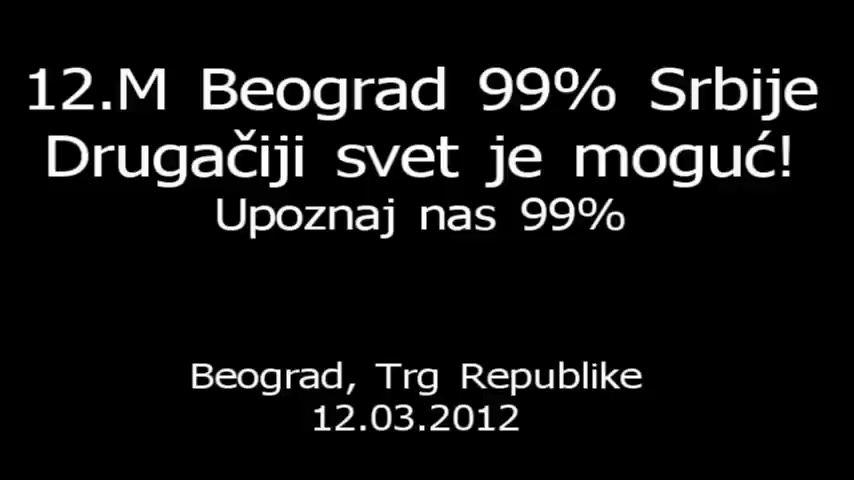 12.M Beograd 99% Srbije
Drugačiji svet je moguć!
Upoznaj nas 99%
Beograd, Trg Republike
12.03.2012